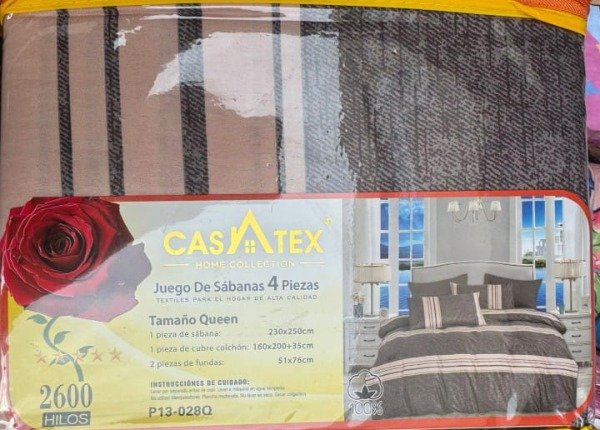 CASATEX
HOME COLLECTION
Juego De Sábanas 4 Piezas
TEXTILES PARA EL HOGAR DE ALTA CALIDAD
Tamaño Queen
1 pieza de sábana: 230x250cm
1 pieza de cubre colchón: 160x200+35cm
2 piezas de fundas: 51x76cm
INSTRUCCIÓNES DE CUIDADO:
P13-028Q
2600
HILOS
100%